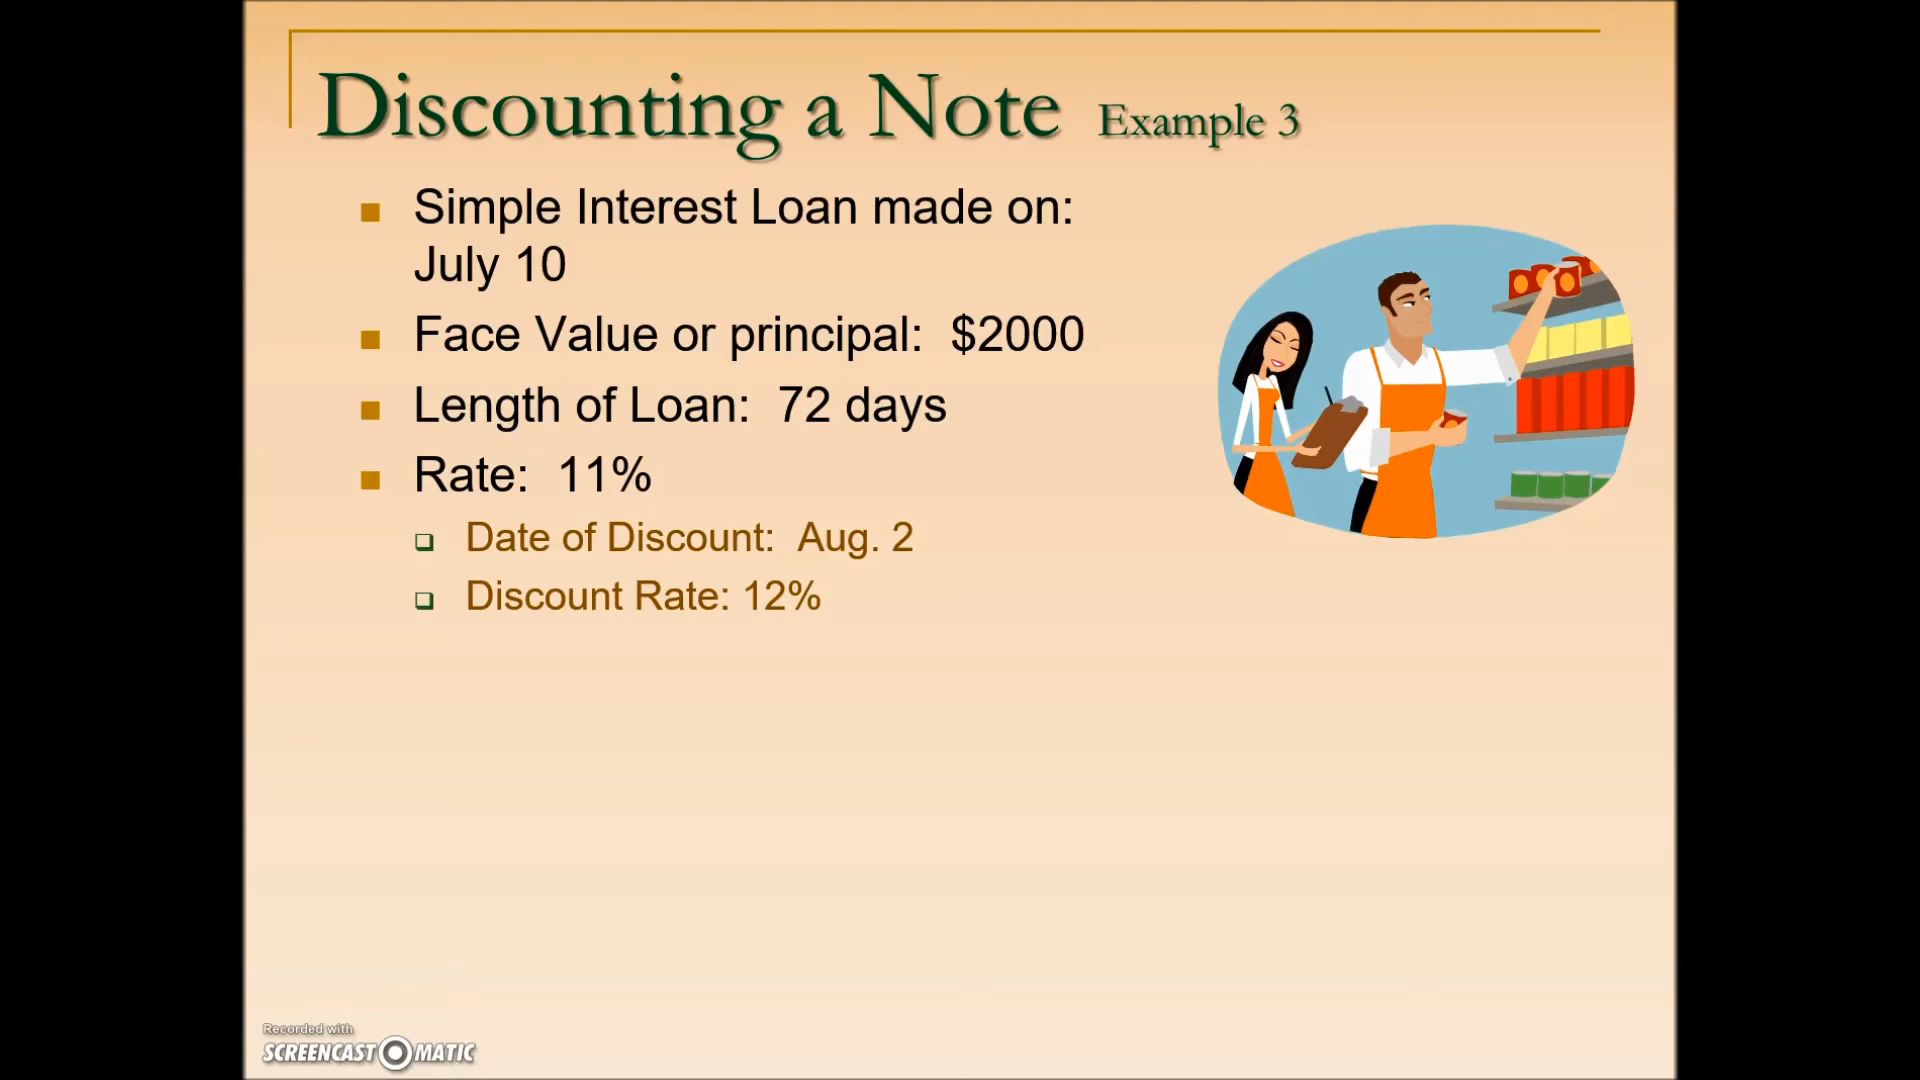 Discounting a Note Example 3
Simple Interest Loan made on:
July 10
Face Value or principal: $2000
Length of Loan: 72 days
Rate: 11%
Date of Discount: Aug. 2
Discount Rate: 12%
Recorded with
SCREENCAST MATIC